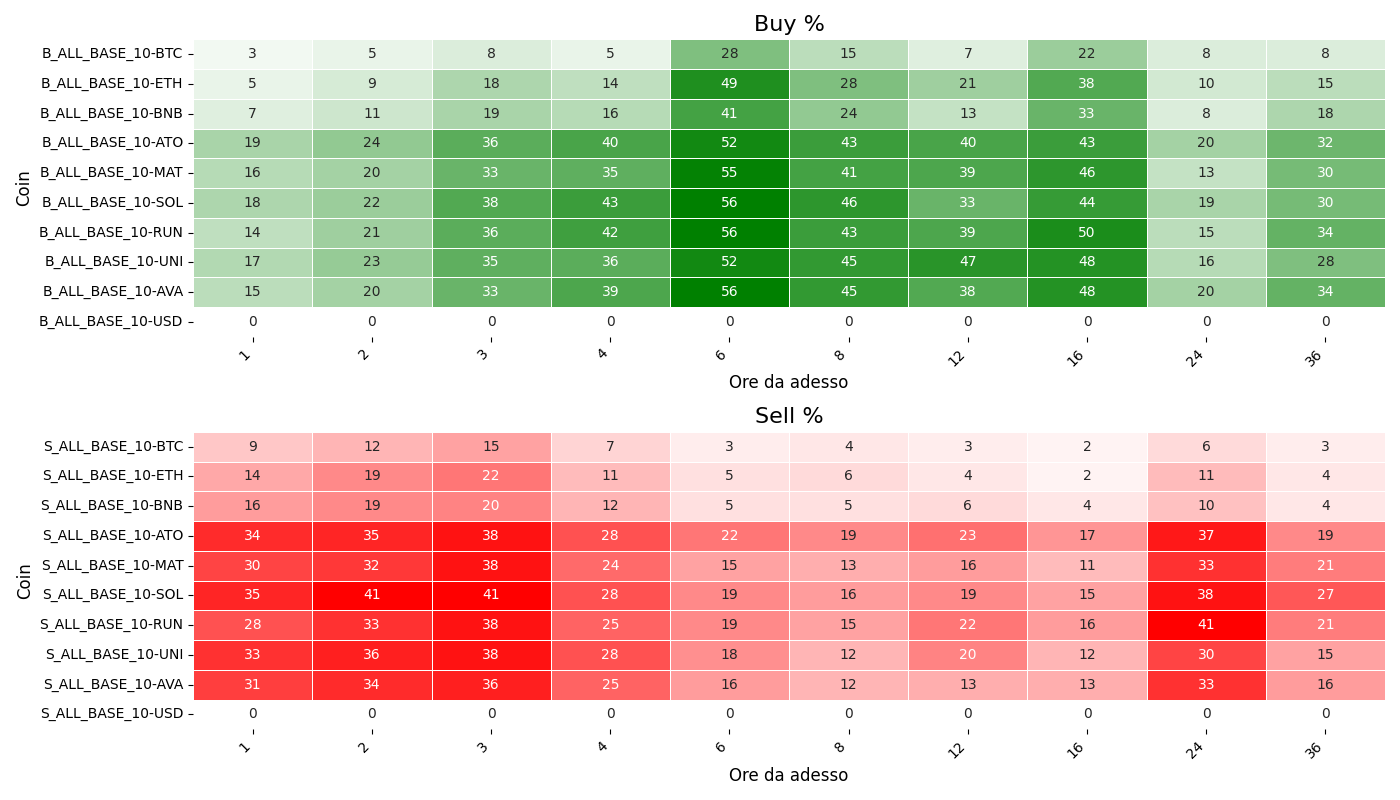 Buy %
Coin
B_ALL_BASE_10-BTC 3 5 8 5 28 15 7 22 8 8
B_ALL_BASE_10-ETH 5 9 18 14 49 28 21 38 10 15
B_ALL_BASE_10-BNB 7 11 19 16 41 24 13 33 8 18
B_ALL_BASE_10-ATO 19 24 36 40 52 43 40 43 20 32
B_ALL_BASE_10-MAT 16 20 33 35 55 41 39 46 13 30
B_ALL_BASE_10-SOL 18 22 38 43 56 46 33 44 19 30
B_ALL_BASE_10-RUN 14 21 36 42 56 43 39 50 15 34
B_ALL_BASE_10-UNI 17 23 35 36 52 45 47 48 16 28
B_ALL_BASE_10-AVA 15 20 33 39 56 45 38 48 20 34
B_ALL_BASE_10-USD 0 0 0 0 0 0 0 0 0 0
1 2 3 4 6 8 12 16 24 36
Ore da adesso
Sell %
Coin
S_ALL_BASE_10-BTC 9 12 15 7 3 4 3 2 6 3
S_ALL_BASE_10-ETH 14 19 22 11 5 6 4 2 11 4
S_ALL_BASE_10-BNB 16 19 20 12 5 5 6 4 10 4
S_ALL_BASE_10-ATO 34 35 38 28 22 19 23 17 37 19
S_ALL_BASE_10-MAT 30 32 38 24 15 13 16 11 33 21
S_ALL_BASE_10-SOL 35 41 41 28 19 16 19 15 38 27
S_ALL_BASE_10-RUN 28 33 38 25 19 15 22 16 41 21
S_ALL_BASE_10-UNI 33 36 38 28 18 12 20 12 30 15
S_ALL_BASE_10-AVA 31 34 36 25 16 12 13 13 33 16
S_ALL_BASE_10-USD 0 0 0 0 0 0 0 0 0 0
1 2 3 4 6 8 12 16 24 36
Ore da adesso